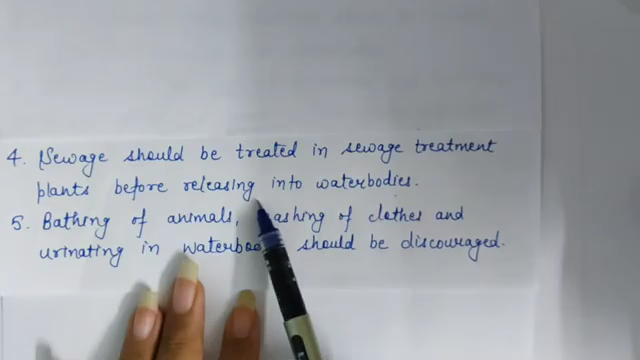 4. Sewage should be treated in sewage treatment
plants before releasing into waterbodies.
5. Bathing of animals, washing of clothes and
urinating in should be discouraged.